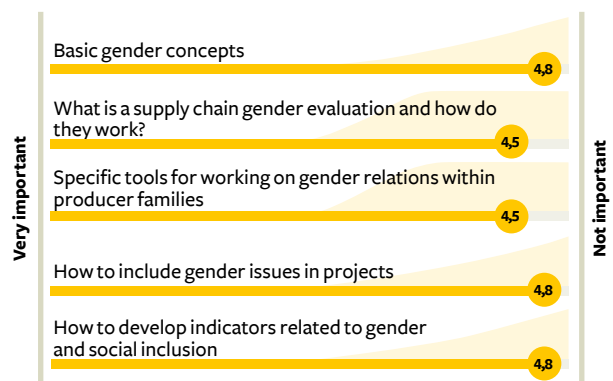 Very important
Basic gender concepts
4,8
What is a supply chain gender evaluation and how do
they work?
4,5
Specific tools for working on gender relations within
producer families
4,5
How to include gender issues in projects
4,8
How to develop indicators related to gender
and social inclusion
4,8
Not important